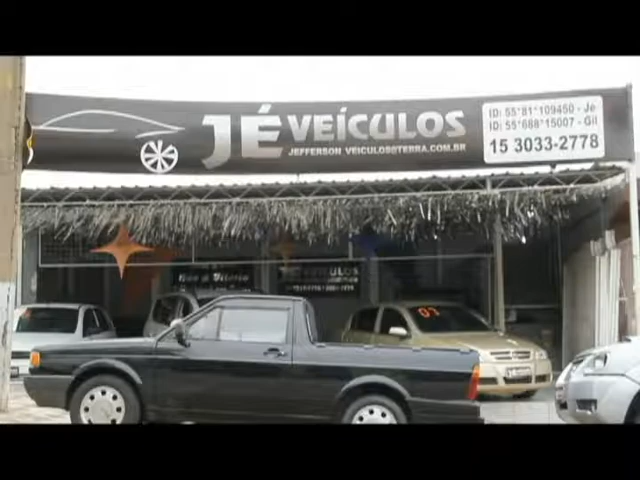 JÉ VEÍCULOS
JEFFERSON VEICULOS@TERRA.COM.BR
ID: 55*81*109450 - Je
ID: 55*688*15007 - Gil
15 3033-2778
07